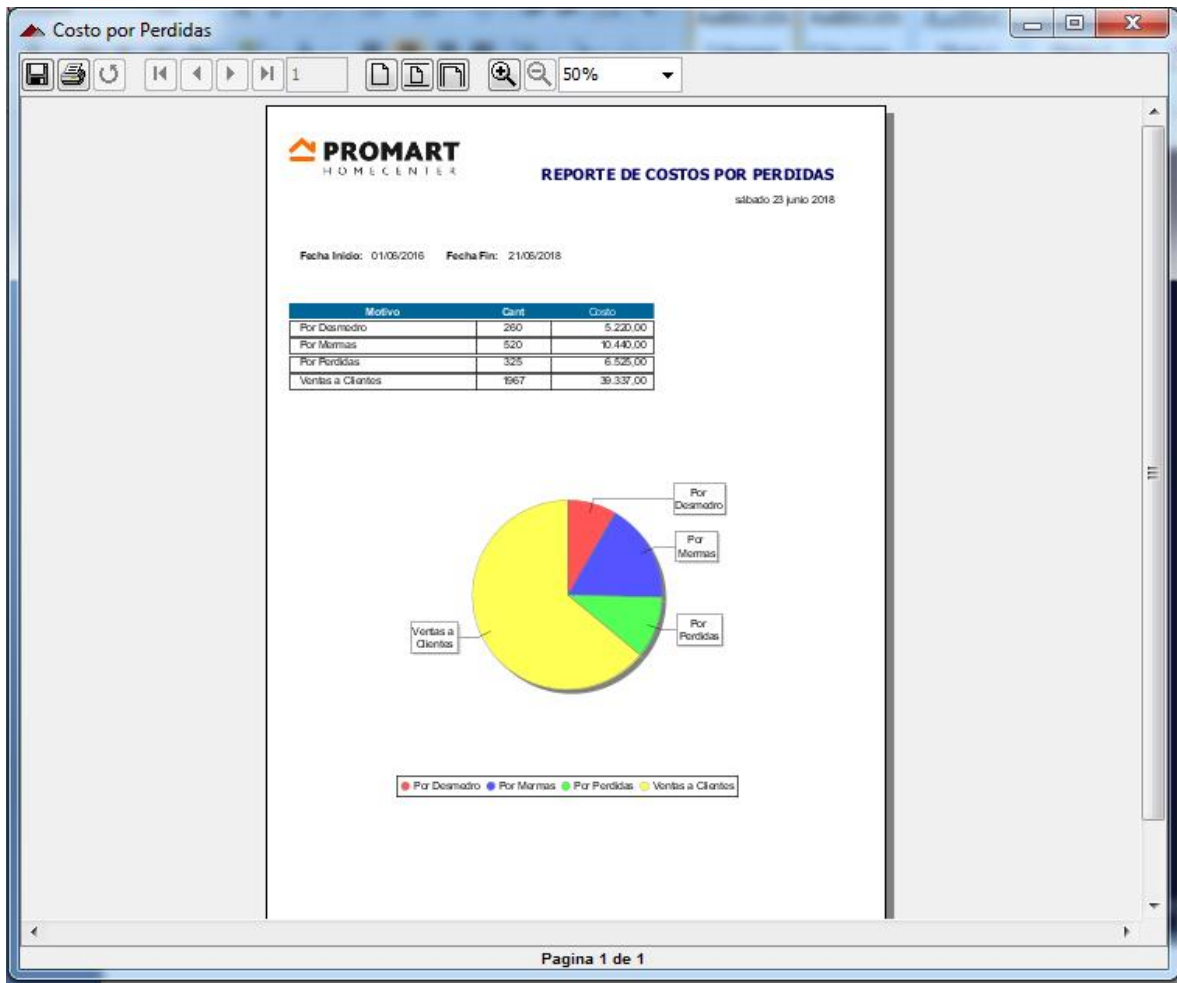 Costo por Perdidas
1 50%
PROMART
HOMECENTER
REPORTE DE COSTOS POR PERDIDAS
sábado 23 junio 2018
Fecha Inicio: 01/06/2016 Fecha Fin: 21/06/2018
Motivo Cant Costo
Por Desmedro 260 5.220,00
Por Mermas 520 10.440,00
Por Perdidas 325 6.525,00
Ventas a Clientes 1967 39.337,00
Por
Desmedro
Por
Mermas
Por
Perdidas
Ventas a
Clientes
Por Desmedro Por Mermas Por Perdidas Ventas a Clientes
Pagina 1 de 1